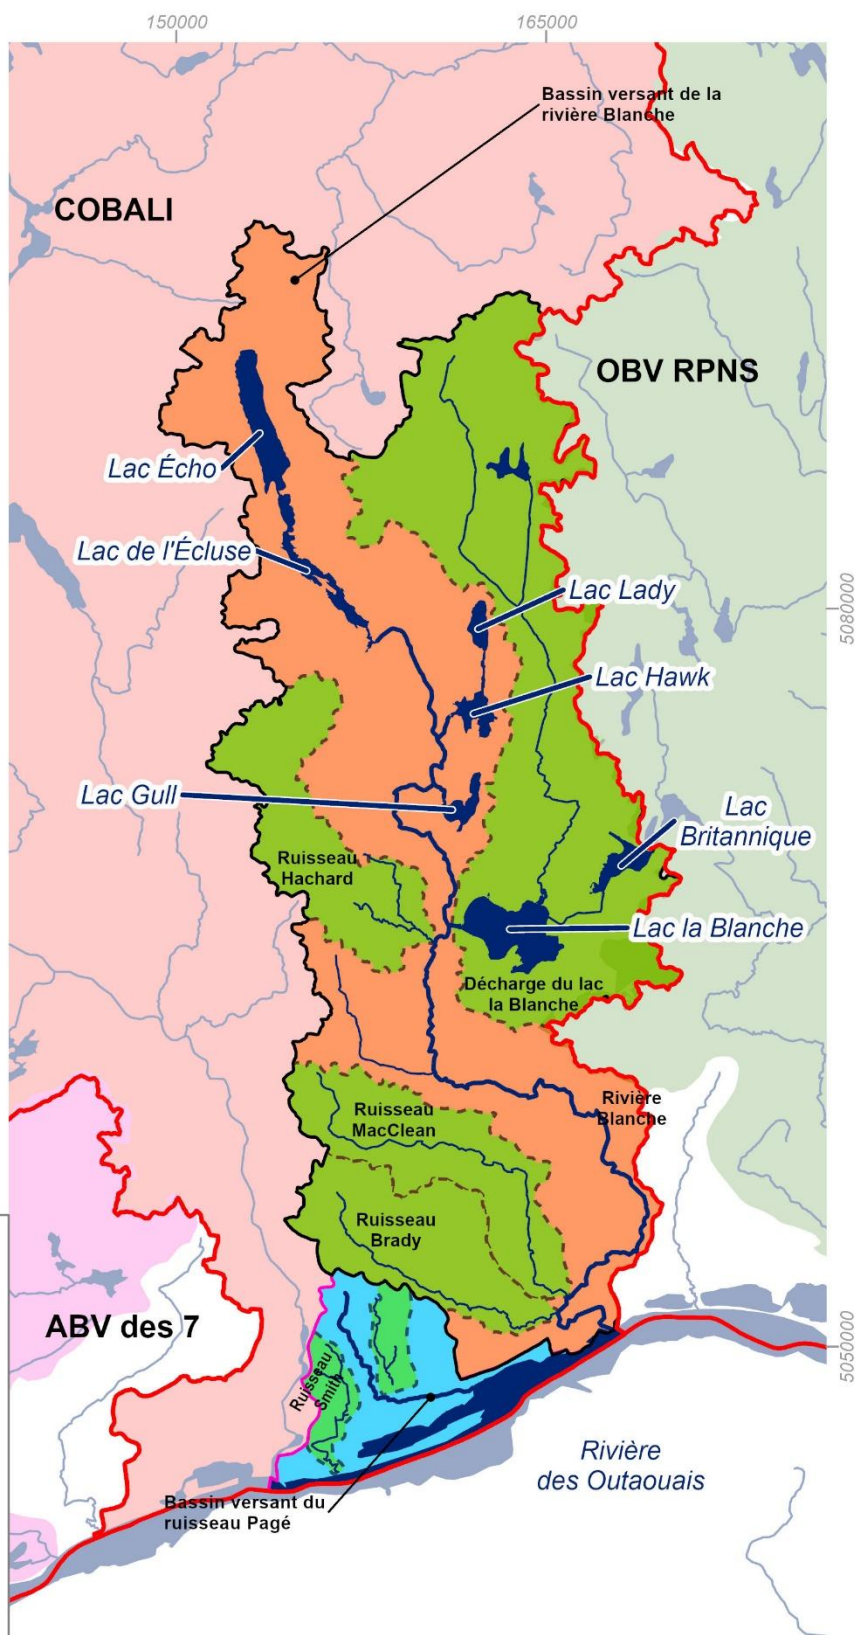 150000
165000
Bassin versant de la
rivière Blanche
COBALI
OBV RPNS
Lac Écho
Lac de l'Écluse
Lac Lady
5080000
Lac Hawk
Lac Gull
Lac
Britannique
Ruisseau
Hachard
Lac la Blanche
Décharge du lac
la Blanche
Ruisseau
MacClean
Rivière
Blanche
Ruisseau
Brady
ABV des 7
5050000
Ruisseau
Smith
Rivière
des Outaouais
Bassin versant du
ruisseau Pagé